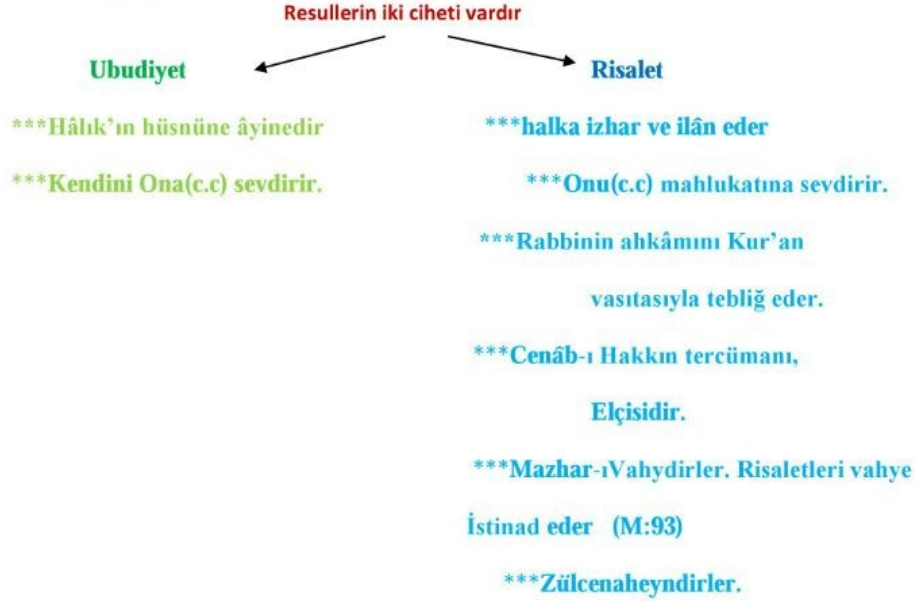 Resullerin iki ciheti vardır
Ubudiyet
***Hâlık’ın hüsnüne âyinedir
***Kendini Ona(c.c) sevdirir.
Risalet
***halka izhar ve ilân eder
***Onu(c.c) mahlukatına sevdirir.
***Rabbinin ahkâmını Kur’an
vasıtasıyla tebliğ eder.
***Cenâb-ı Hakkın tercümanı,
Elçisidir.
***Mazhar-ıVahydirler. Risaletleri vahye
İstinad eder (M:93)
***Zülcenaheyndirler.